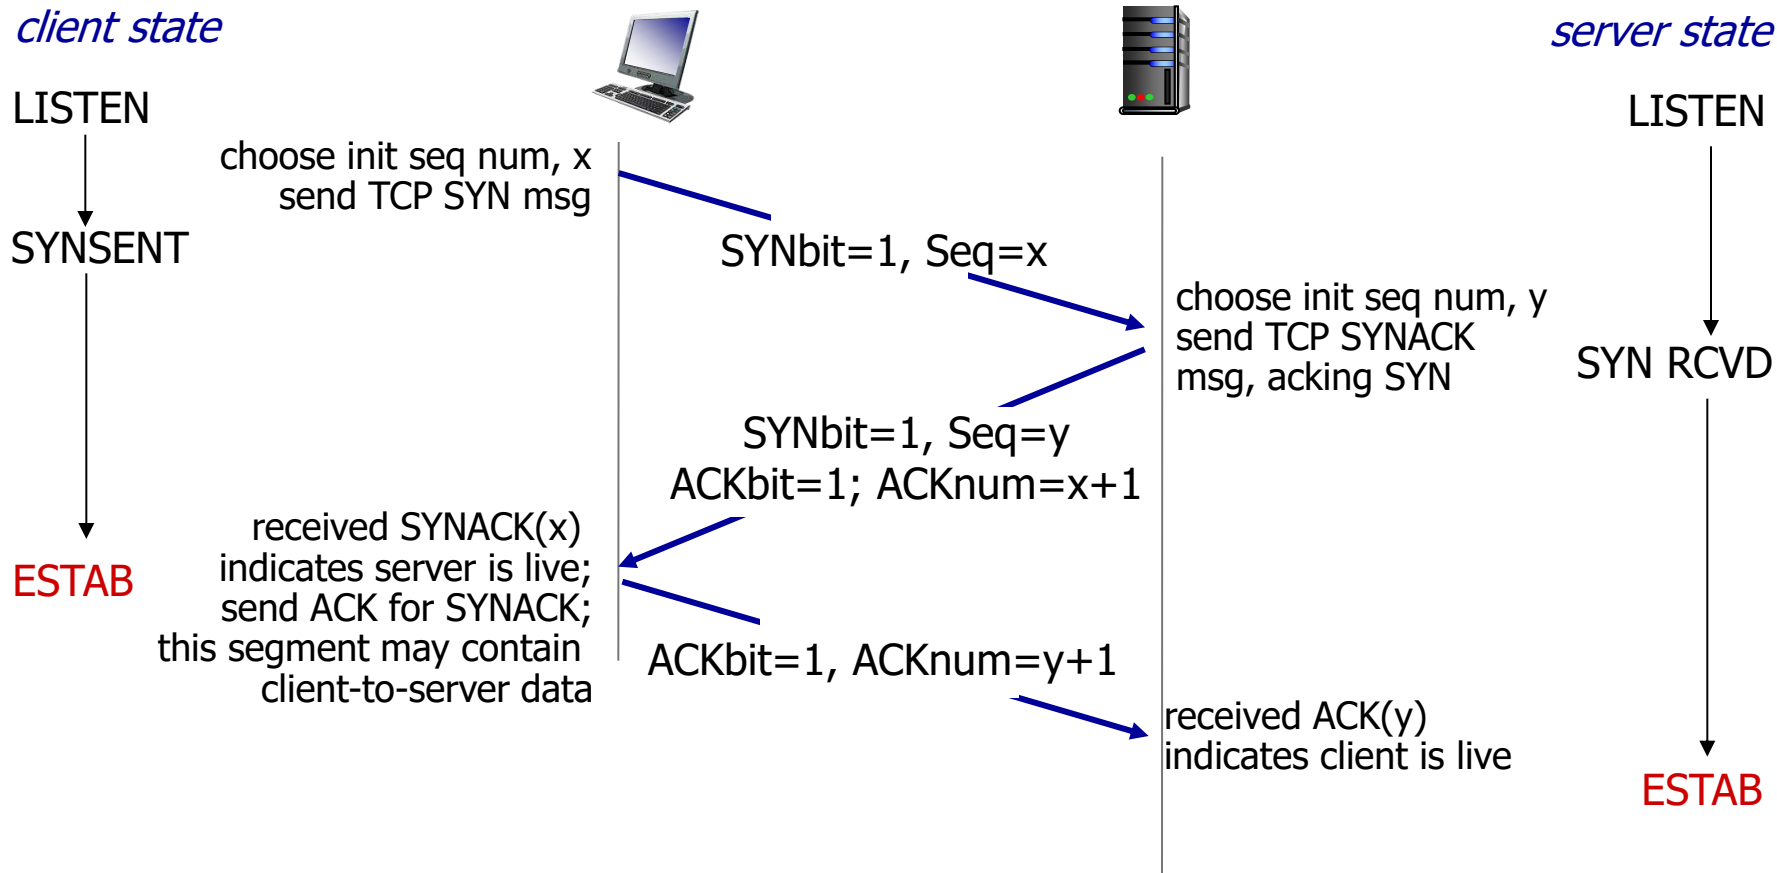 client state
server state
LISTEN
LISTEN
choose init seq num, x
send TCP SYN msg
SYNSENT
SYNbit=1, Seq=x
choose init seq num, y
send TCP SYNACK
msg, acking SYN
SYN RCVD
SYNbit=1, Seq=y
ACKbit=1; ACKnum=x+1
received SYNACK(x)
indicates server is live;
send ACK for SYNACK;
this segment may contain
client-to-server data
ESTAB
ACKbit=1, ACKnum=y+1
received ACK(y)
indicates client is live
ESTAB